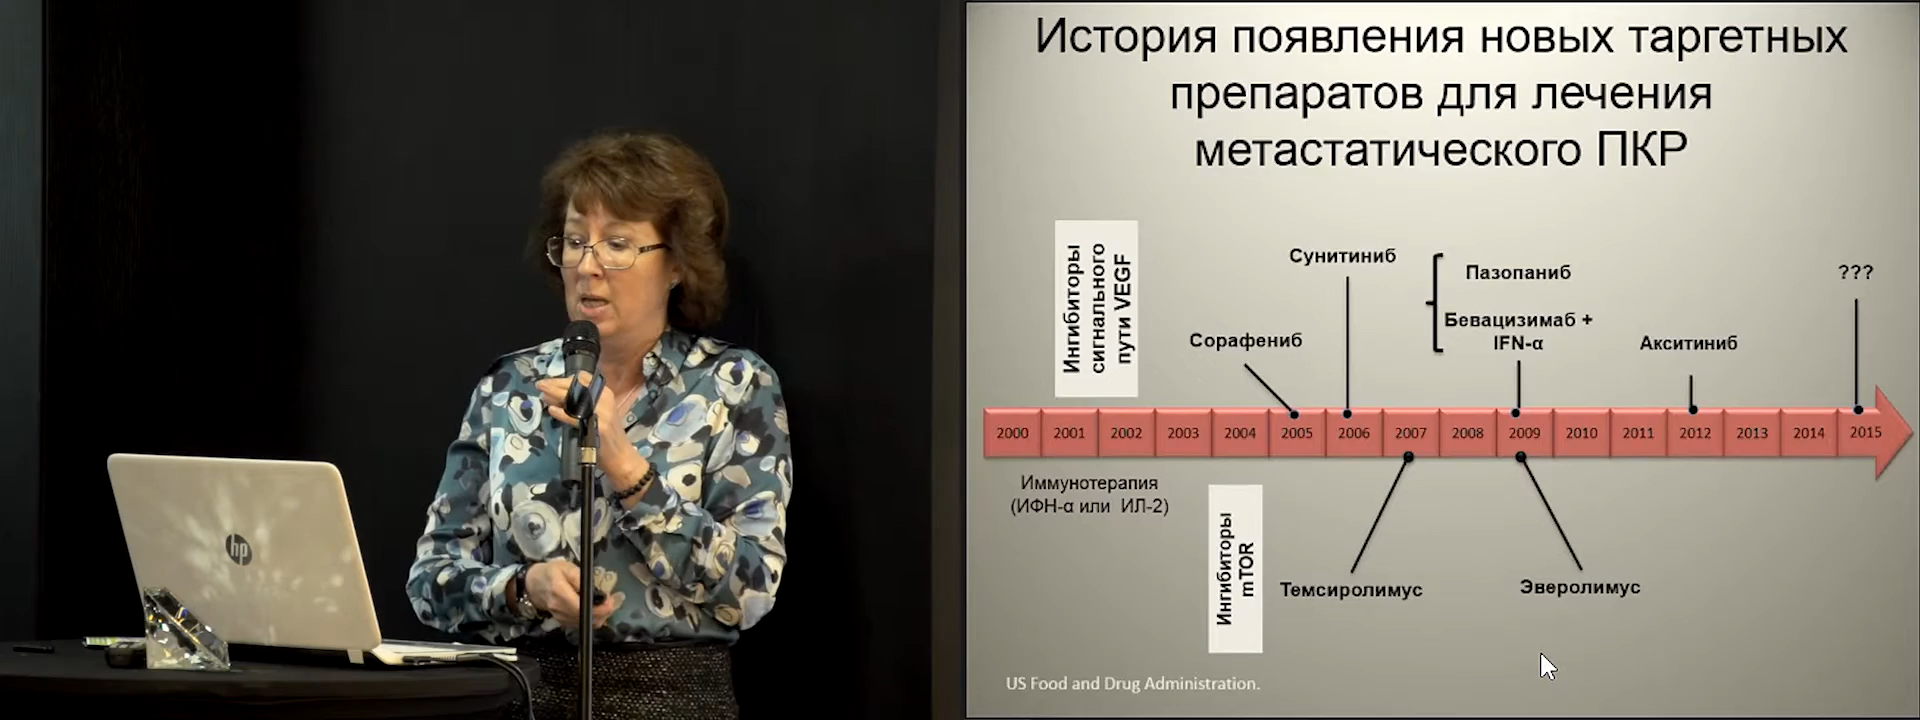 История появления новых таргетных
препаратов для лечения
метастатического ПКР
Ингибиторы
сигнального
пути VEGF
Сорафениб
Сунитиниб
Пазопаниб
Бевацизимаб +
IFN-α
Акситиниб
???
2000 2001 2002 2003 2004 2005 2006 2007 2008 2009 2010 2011 2012 2013 2014 2015
Иммунотерапия
(ИФН-α или ИЛ-2)
Ингибиторы
mTOR
Темсиролимус
Эверолимус
US Food and Drug Administration.
hp